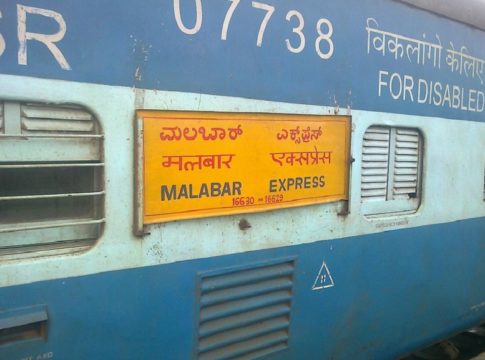 SR
07738
विकलांगो केलिए
FOR DISABLED
ಮಲಬಾರ್ ಎಕ್ಸ್‌ಪ್ರೆಸ್
मलबार एक्सप्रेस
MALABAR EXPRESS
16630 - 16629